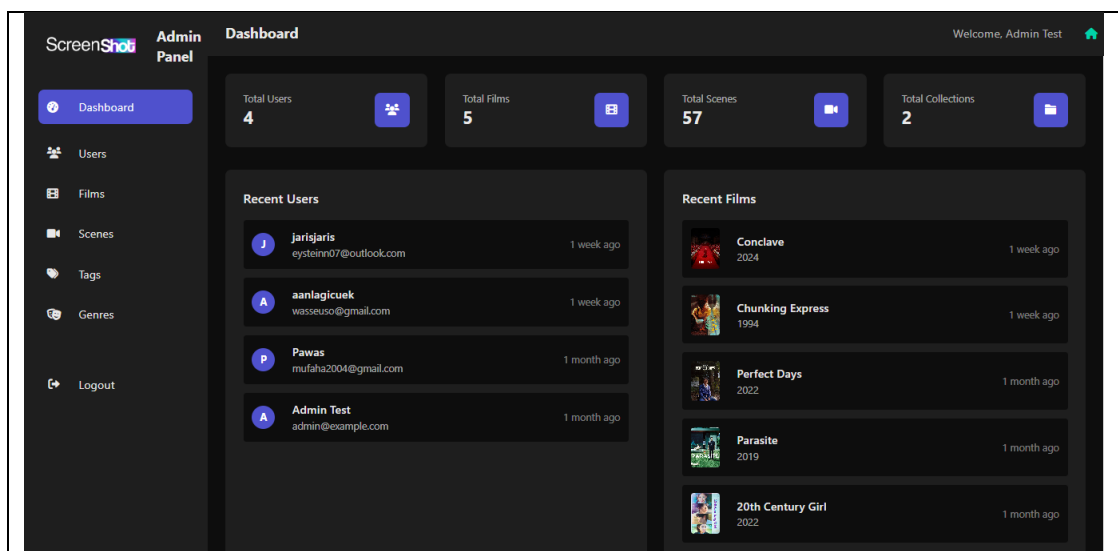 ScreenShot
Admin
Panel
Dashboard
Welcome, Admin Test
Dashboard
Users
Films
Scenes
Tags
Genres
Logout
Total Users
4
Total Films
5
Total Scenes
57
Total Collections
2
Recent Users
J
jarisjaris
eysteinn07@outlook.com
1 week ago
A
aanlagicuek
wasseuso@gmail.com
1 week ago
P
Pawas
mufaha2004@gmail.com
1 month ago
A
Admin Test
admin@example.com
1 month ago
Recent Films
Conclave
2024
1 week ago
Chunking Express
1994
1 week ago
Perfect Days
2022
1 month ago
PARASITE
Parasite
2019
1 month ago
20th Century Girl
2022
1 month ago